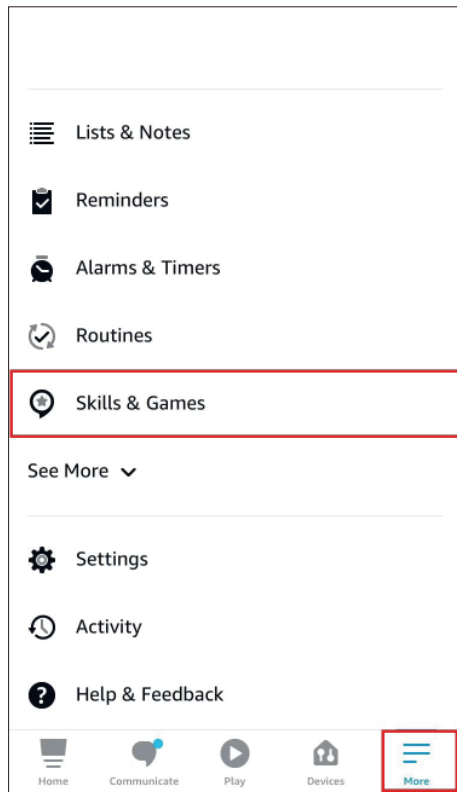 Lists & Notes
Reminders
Alarms & Timers
Routines
Skills & Games
See More
Settings
Activity
Help & Feedback
Home Communicate Play Devices More